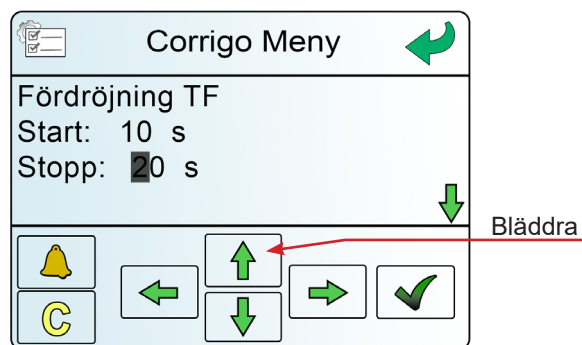 Corrigo Meny
Fördröjning TF
Start: 10 s
Stopp: 20 s
Bläddra
C